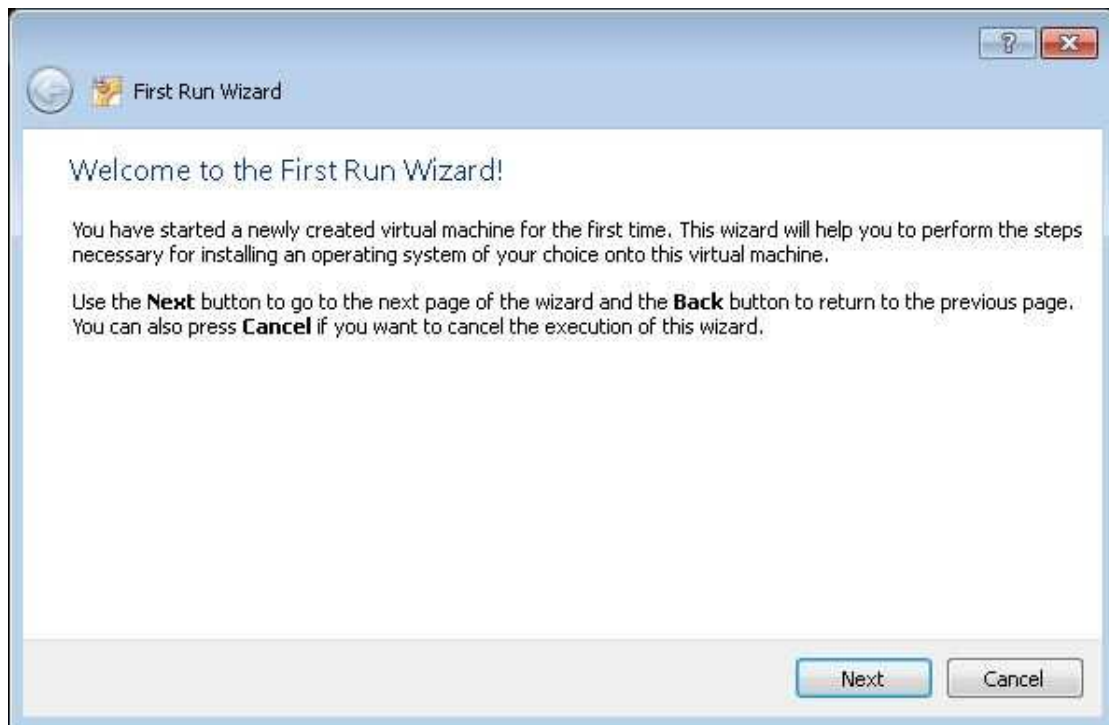 First Run Wizard
Welcome to the First Run Wizard!
You have started a newly created virtual machine for the first time. This wizard will help you to perform the steps
necessary for installing an operating system of your choice onto this virtual machine.
Use the Next button to go to the next page of the wizard and the Back button to return to the previous page.
You can also press Cancel if you want to cancel the execution of this wizard.
Next Cancel